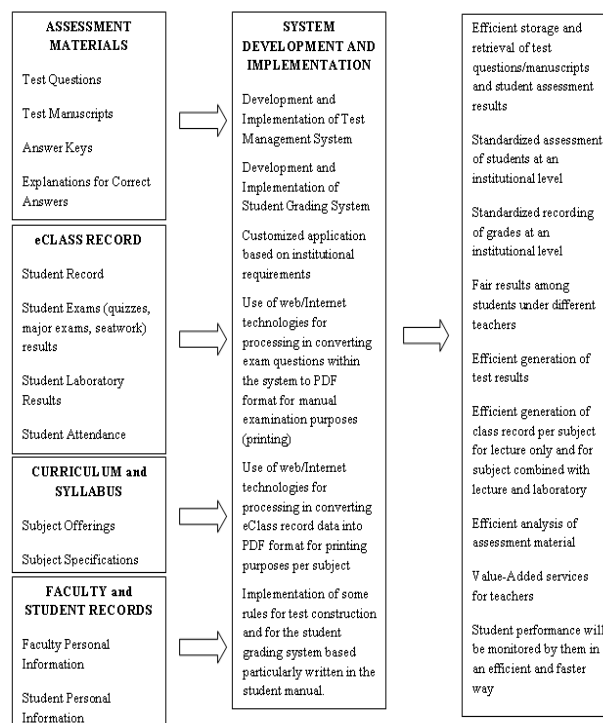 ASSESSMENT
MATERIALS
Test Questions
Test Manuscripts
Answer Keys
Explanations for Correct
Answers
eCLASS RECORD
Student Record
Student Exams (quizzes,
major exams, seatwork)
results
Student Laboratory
Results
Student Attendance
CURRICULUM and
SYLLABUS
Subject Offerings
Subject Specifications
FACULTY and
STUDENT RECORDS
Faculty Personal
Information
Student Personal
Information
SYSTEM
DEVELOPMENT AND
IMPLEMENTATION
Development and
Implementation of Test
Management System
Development and
Implementation of
Student Grading System
Customized application
based on institutional
requirements
Use of web/Internet
technologies for
processing in converting
exam questions within
the system to PDF
format for manual
examination purposes
(printing)
Use of web/Internet
technologies for
processing in converting
eClass record data into
PDF format for printing
purposes per subject
Implementation of some
rules for test construction
and for the student
grading system based
particularly written in the
student manual.
Efficient storage and
retrieval of test
questions/manuscripts
and student assessment
results
Standardized assessment
of students at an
institutional level
Standardized recording
of grades at an
institutional level
Fair results among
students under different
teachers
Efficient generation of
test results
Efficient generation of
class record per subject
for lecture only and for
subject combined with
lecture and laboratory
Efficient analysis of
assessment material
Value-Added services
for teachers
Student performance will
be monitored by them in
an efficient and faster
way